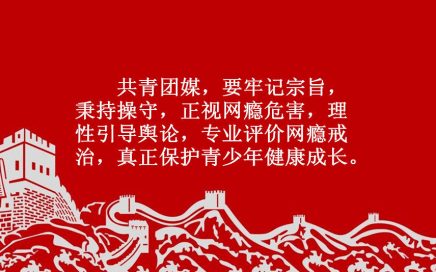 共青团媒，要牢记宗旨，
秉持操守，正视网瘾危害，理
性引导舆论，专业评价网瘾戒
治，真正保护青少年健康成长。